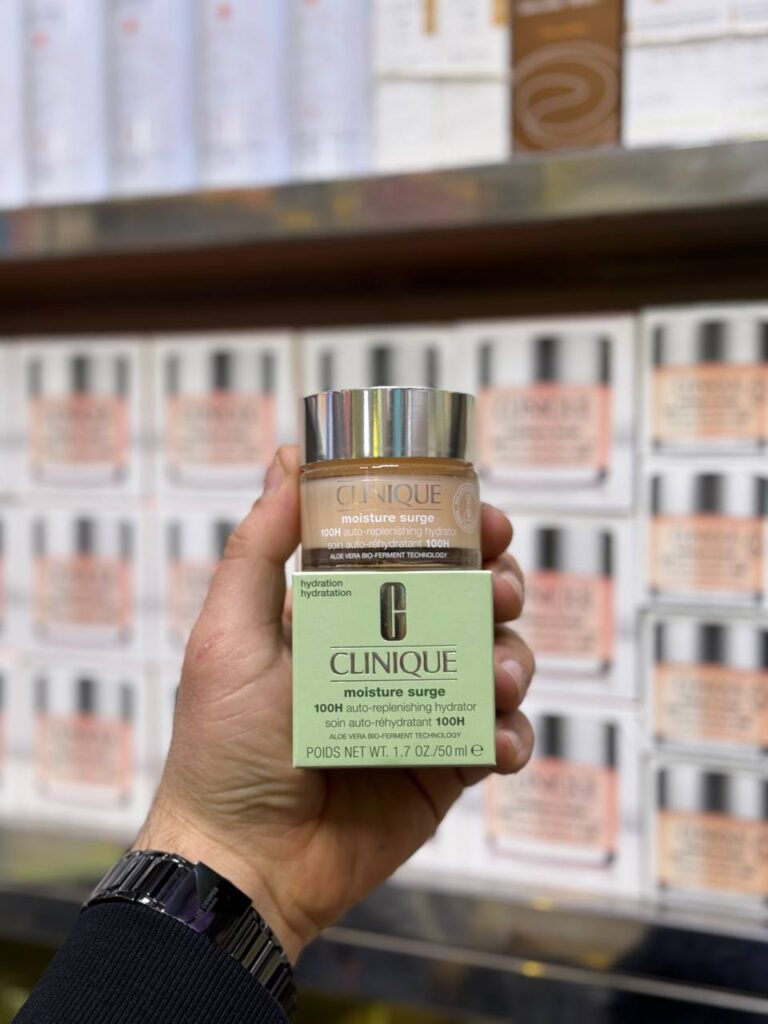 CLINIQUE
moisture surge
100H auto-replenishing hydrator
soin auto-réhydratant 100H
ALOE VERA BIO-FERMENT TECHNOLOGY
hydration
hydratation
C
CLINIQUE
moisture surge
100H auto-replenishing hydrator
soin auto-réhydratant 100H
ALOE VERA BIO-FERMENT TECHNOLOGY
POIDS NET WT. 1.7 OZ./50 ml ℮